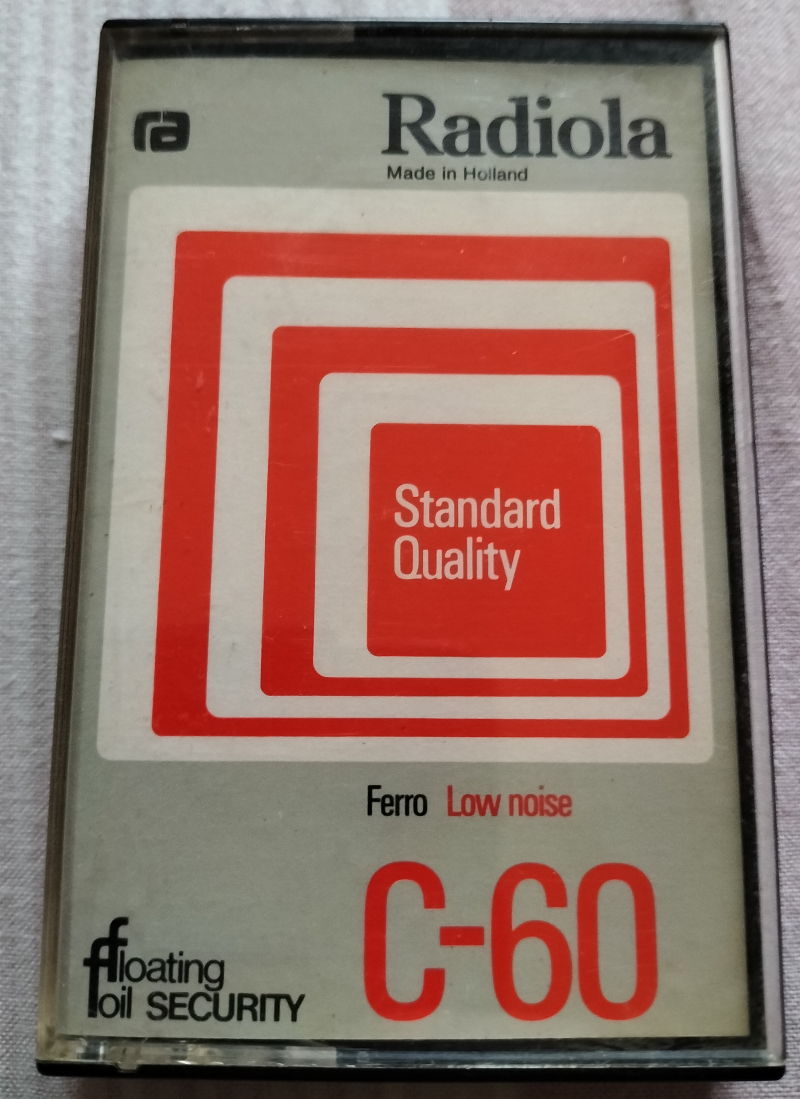 ra
Radiola
Made in Holland
Standard
Quality
Ferro Low noise
C-60
floating
foil SECURITY